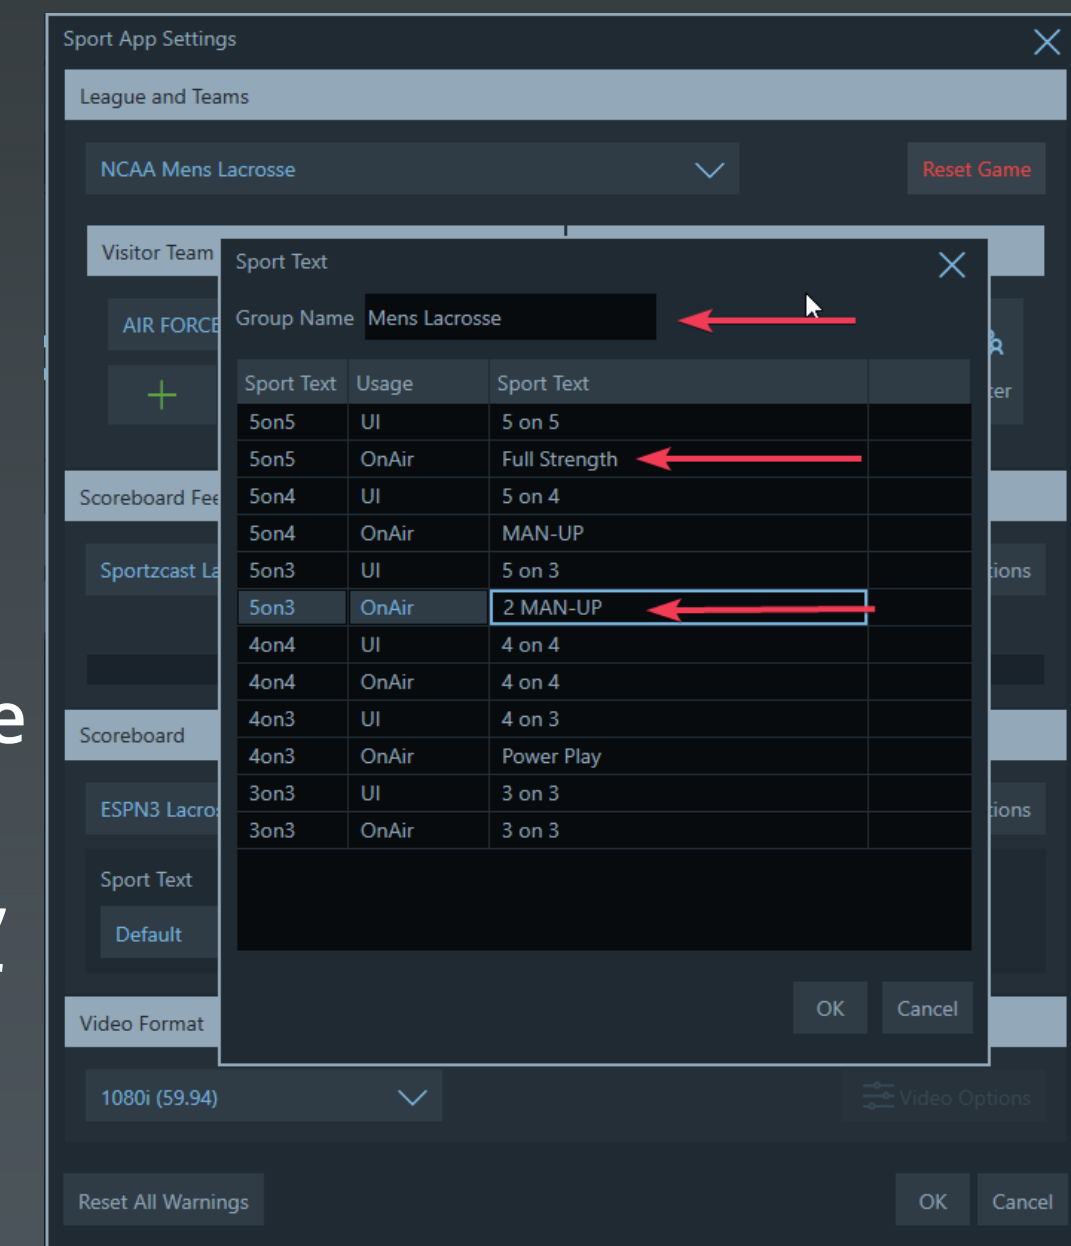 Sport App Settings
League and Teams
NCAA Mens Lacrosse
Reset Game
Visitor Team
AIR FORCE
Sport Text
Group Name Mens Lacrosse
Sport Text Usage Sport Text
5on5 UI 5 on 5
5on5 OnAir Full Strength
5on4 UI 5 on 4
5on4 OnAir MAN-UP
5on3 UI 5 on 3
5on3 OnAir 2 MAN-UP
4on4 UI 4 on 4
4on4 OnAir 4 on 4
4on3 UI 4 on 3
4on3 OnAir Power Play
3on3 UI 3 on 3
3on3 OnAir 3 on 3
OK Cancel
Scoreboard
Sportzcast
ESPN3
Sport Text
Default
Video Format
1080i (59.94)
Video Options
Reset All Warnings
OK Cancel